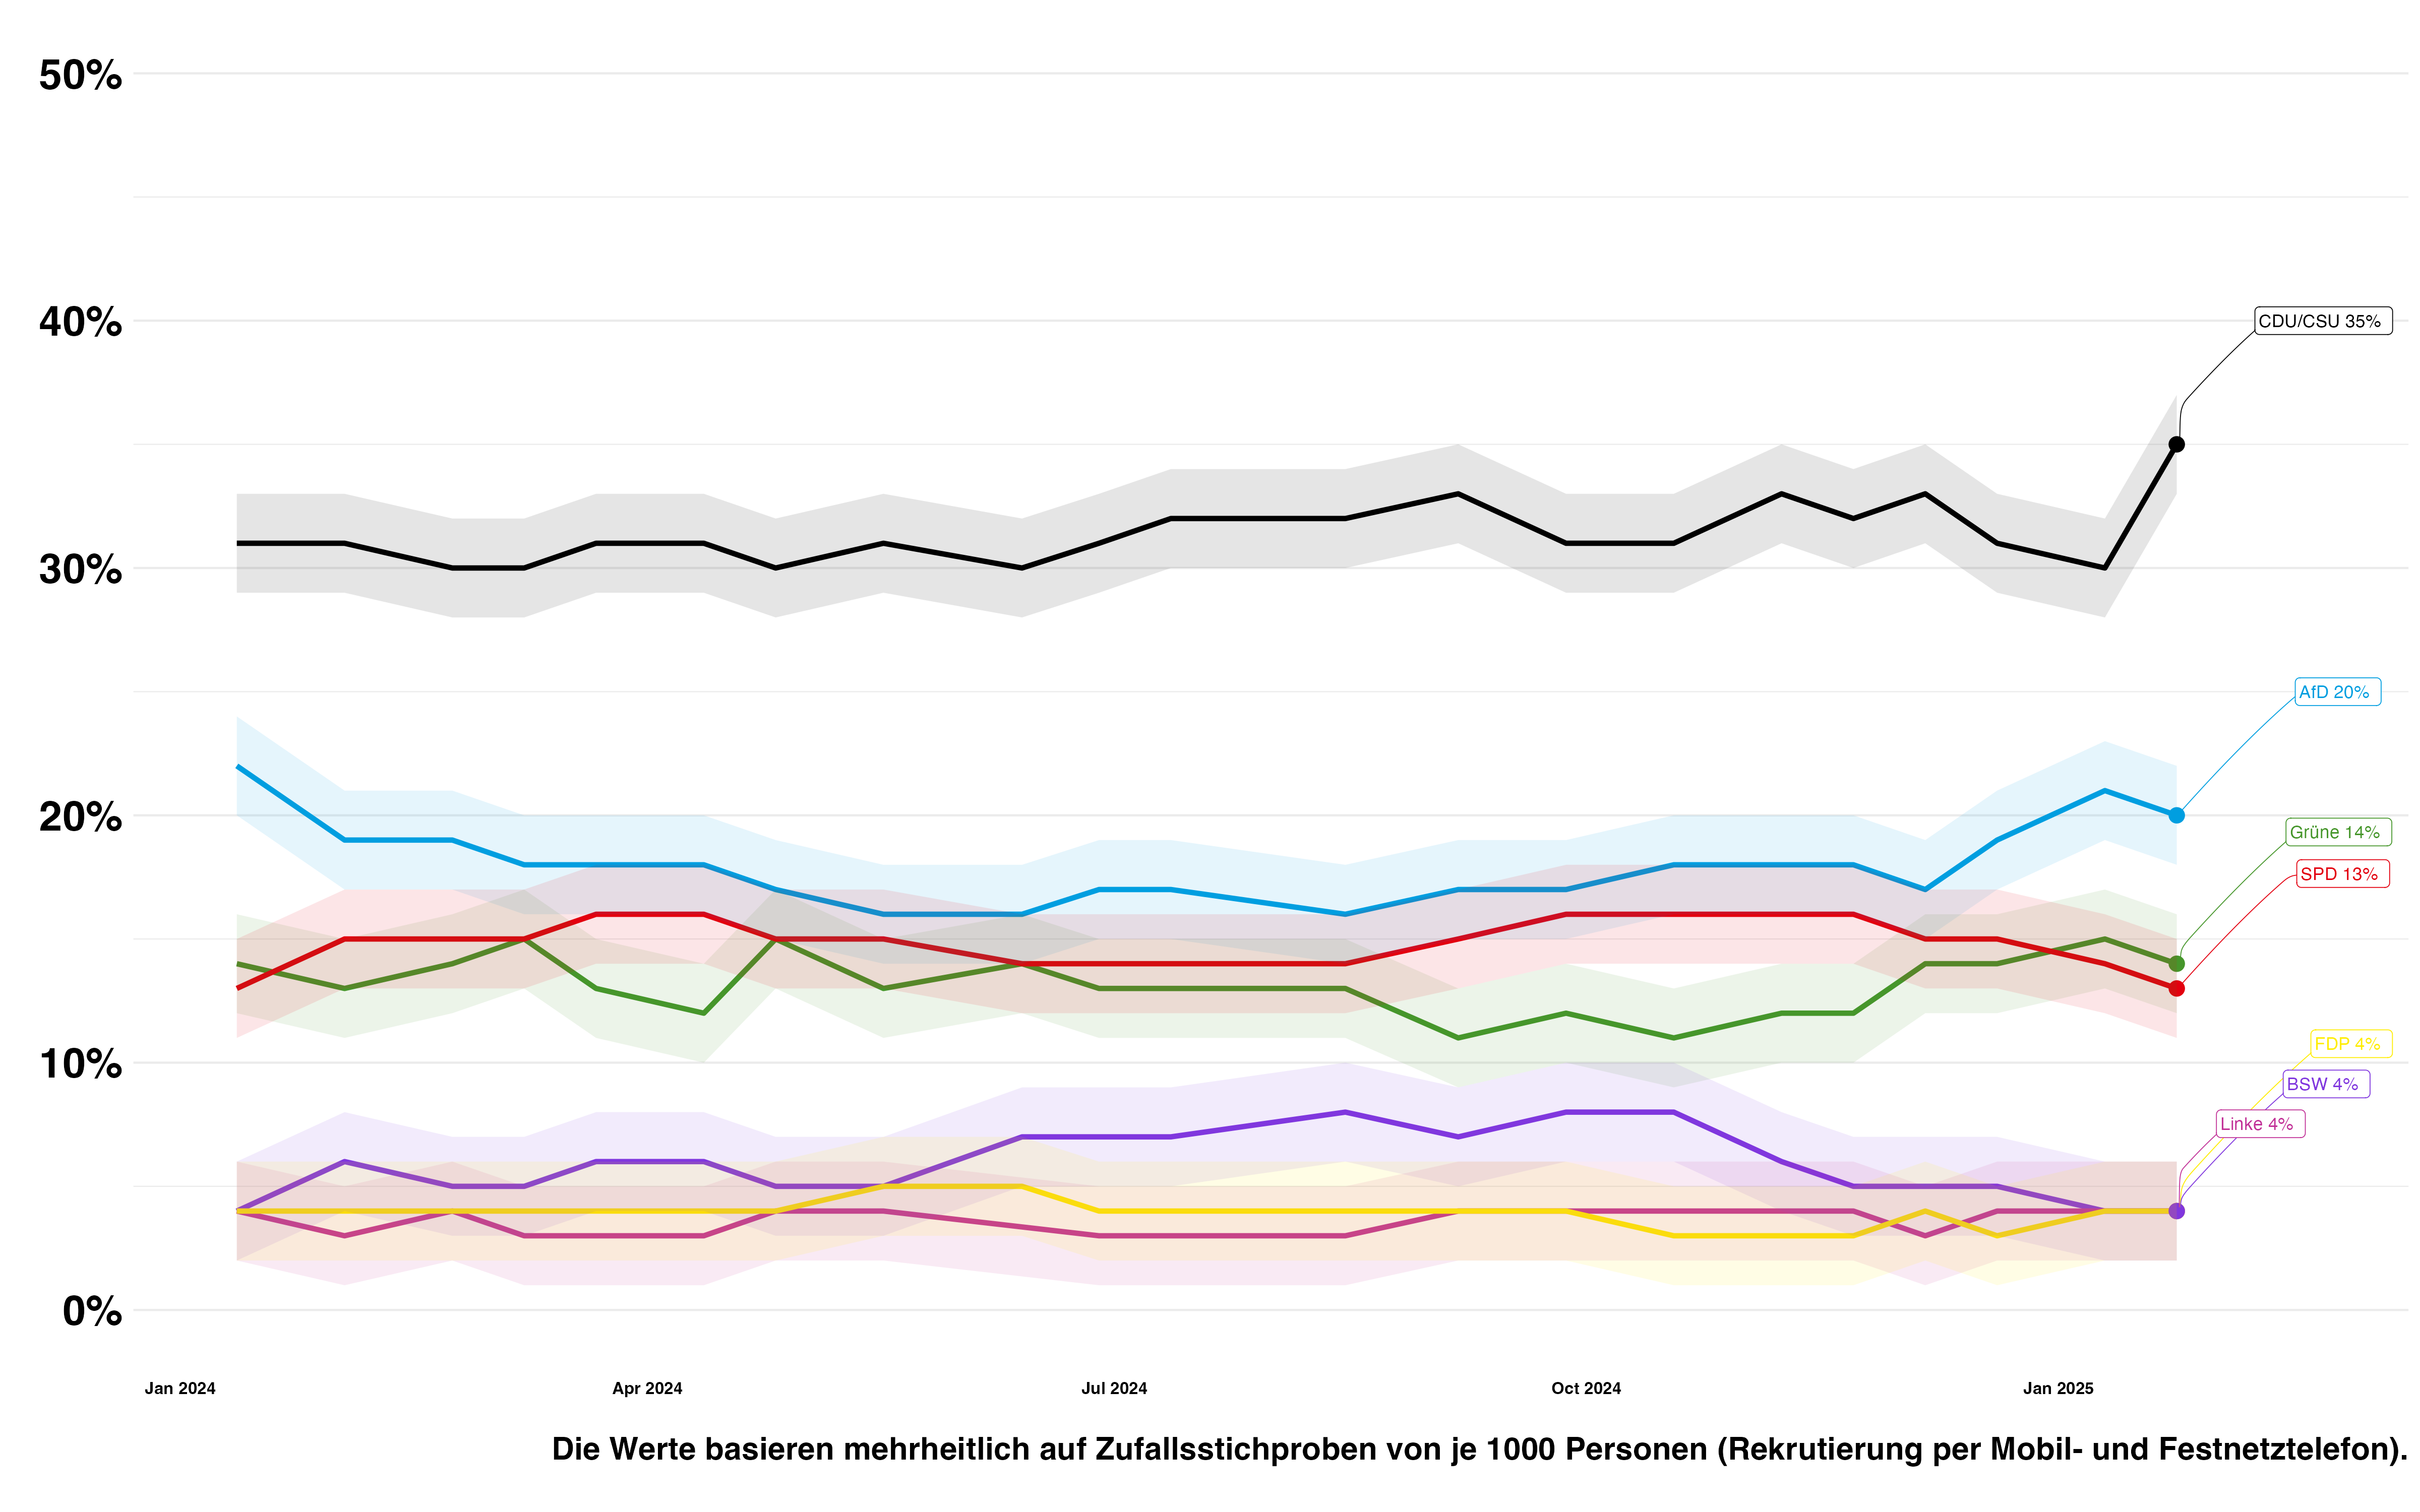 50%
40%
CDU/CSU 35%
30%
AfD 20%
20%
Grüne 14%
SPD 13%
10%
FDP 4%
BSW 4%
Linke 4%
0%
Jan 2024 Apr 2024 Jul 2024 Oct 2024 Jan 2025
Die Werte basieren mehrheitlich auf Zufallsstichproben von je 1000 Personen (Rekrutierung per Mobil- und Festnetztelefon).